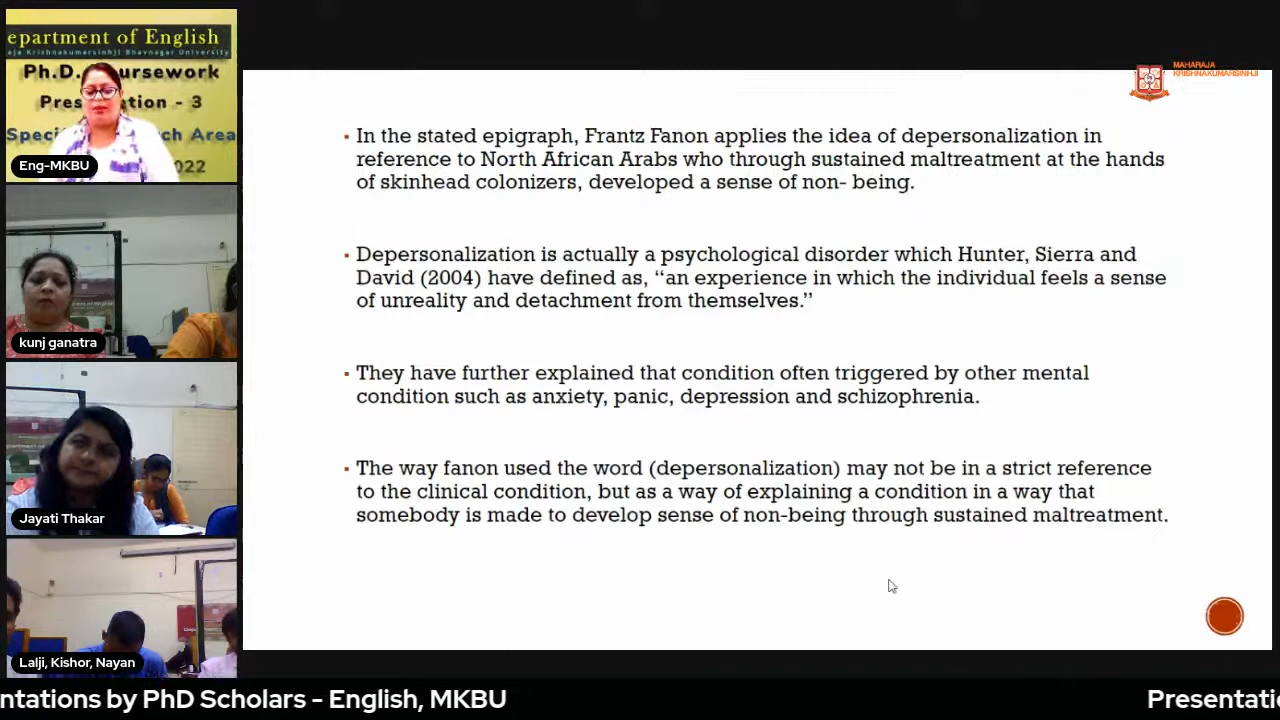 epartment of English
aja Krishnakumarsinhji Bhavnagar University
Ph.D. ursework
Pres tation - 3
Speci ch Area
022
Eng-MKBU
kunj ganatra
Jayati Thakar
Lalji, Kishor, Nayan
MAHARAJA
KRISHNAKUMARSINHJI
In the stated epigraph, Frantz Fanon applies the idea of depersonalization in
reference to North African Arabs who through sustained maltreatment at the hands
of skinhead colonizers, developed a sense of non- being.
Depersonalization is actually a psychological disorder which Hunter, Sierra and
David (2004) have defined as, “an experience in which the individual feels a sense
of unreality and detachment from themselves.”
They have further explained that condition often triggered by other mental
condition such as anxiety, panic, depression and schizophrenia.
The way fanon used the word (depersonalization) may not be in a strict reference
to the clinical condition, but as a way of explaining a condition in a way that
somebody is made to develop sense of non-being through sustained maltreatment.
ntations by PhD Scholars - English, MKBU
Presentatio